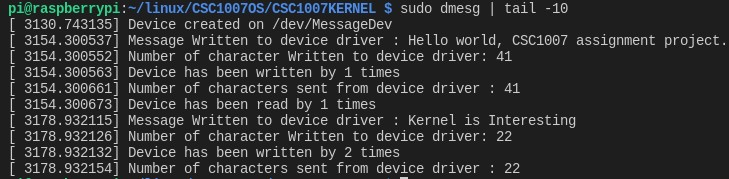 pi@raspberrypi:~/linux/CSC1007OS/CSC1007KERNEL $ sudo dmesg | tail -10
[ 3130.743135] Device created on /dev/MessageDev
[ 3154.300537] Message Written to device driver : Hello world, CSC1007 assignment project.
[ 3154.300552] Number of character Written to device driver: 41
[ 3154.300563] Device has been written by 1 times
[ 3154.300661] Number of characters sent from device driver : 41
[ 3154.300673] Device has been read by 1 times
[ 3178.932115] Message Written to device driver : Kernel is Interesting
[ 3178.932126] Number of character Written to device driver: 22
[ 3178.932132] Device has been written by 2 times
[ 3178.932154] Number of characters sent from device driver : 22